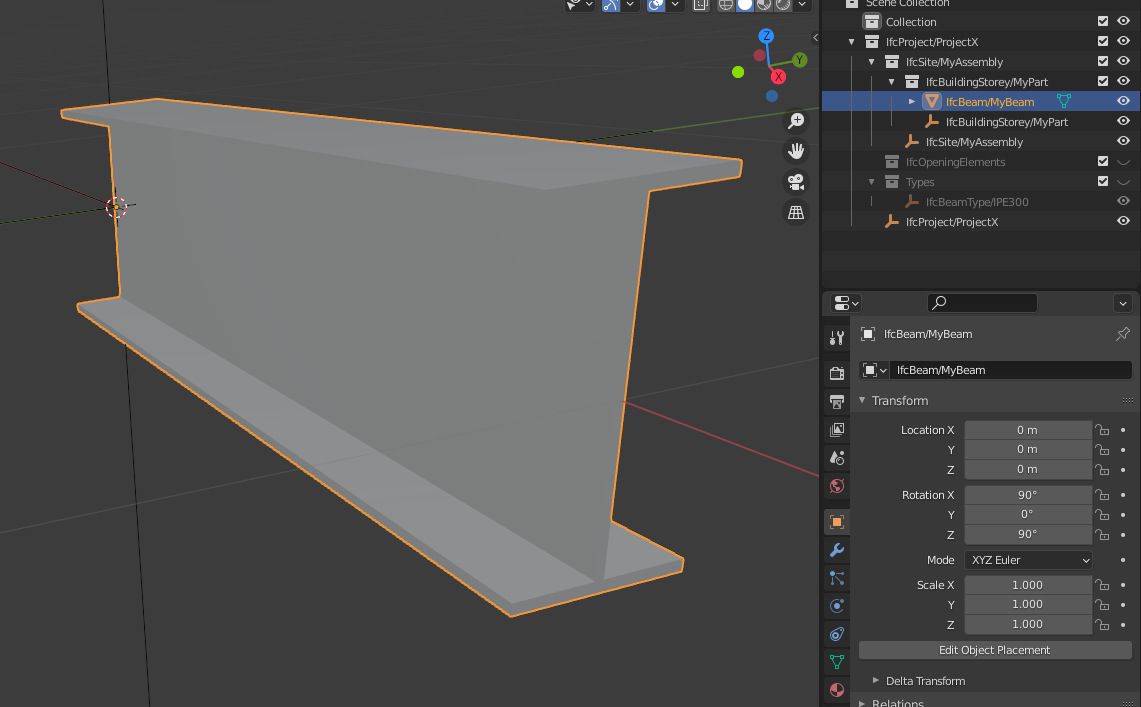 Scene Collection
Collection
IfcProject/ProjectX
IfcSite/MyAssembly
IfcBuildingStorey/MyPart
IfcBeam/MyBeam
IfcBuildingStorey/MyPart
IfcSite/MyAssembly
IfcOpeningElements
Types
IfcBeamType/IPE300
IfcProject/ProjectX
Z
Y
X
IfcBeam/MyBeam
IfcBeam/MyBeam
Transform
Location X 0 m
Y 0 m
Z 0 m
Rotation X 90°
Y 0°
Z 90°
Mode XYZ Euler
Scale X 1.000
Y 1.000
Z 1.000
Edit Object Placement
Delta Transform
Relations